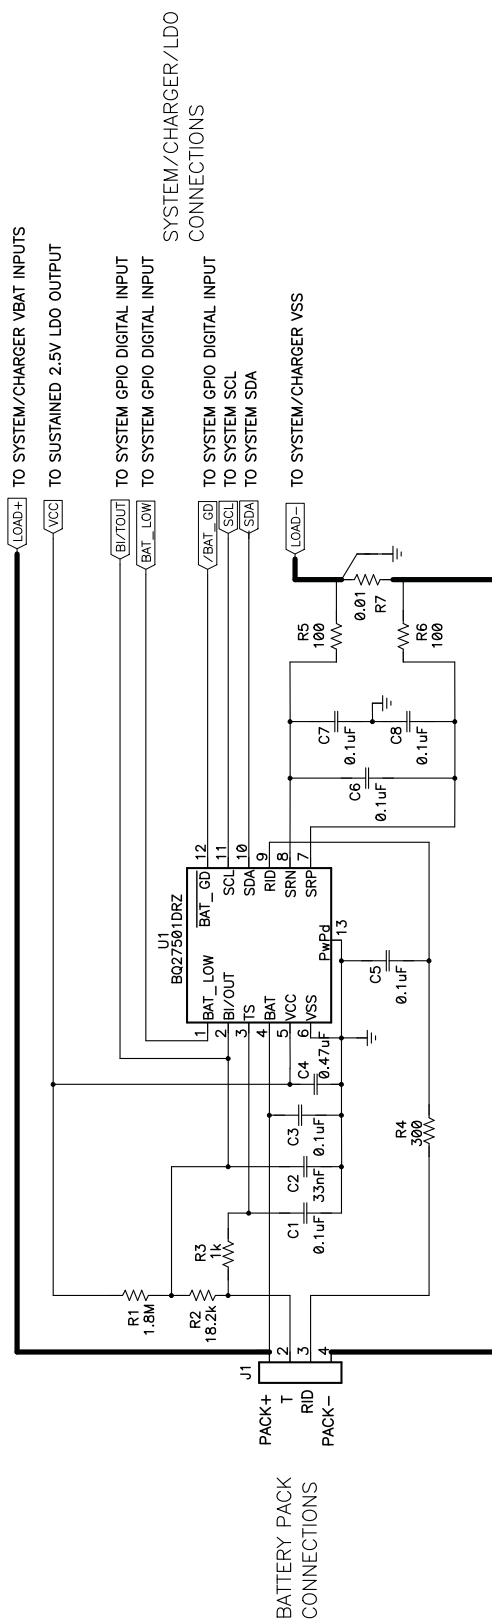 TO SYSTEM/CHARGER VBAT INPUTS
LOAD+
TO SUSTAINED 2.5V LDO OUTPUT
VCC
TO SYSTEM GPIO DIGITAL INPUT
BI/TOUT
TO SYSTEM GPIO DIGITAL INPUT
BAT_LOW
SYSTEM/CHARGER/LDO
CONNECTIONS
TO SYSTEM GPIO DIGITAL INPUT
/BAT_GD
TO SYSTEM SCL
SCL
TO SYSTEM SDA
SDA
TO SYSTEM/CHARGER VSS
LOAD-
R1
1.8M
R2
18.2k
R3
1k
U1
BQ27501DRZ
1
BAT_LOW
2
BI/OUT
3
TS
4
BAT
5
VCC
6
VSS
BAT_GD
12
SCL
11
SDA
10
RID
9
SRN
8
SRP
7
PwPd
13
J1
PACK+
T
2
RID
3
PACK-
4
BATTERY PACK
CONNECTIONS
C1
0.1uF
C2
33nF
C3
0.1uF
C4
0.47uF
C5
0.1uF
R4
300
C6
0.1uF
C7
0.1uF
C8
0.1uF
R5
100
0.01
R7
R6
100